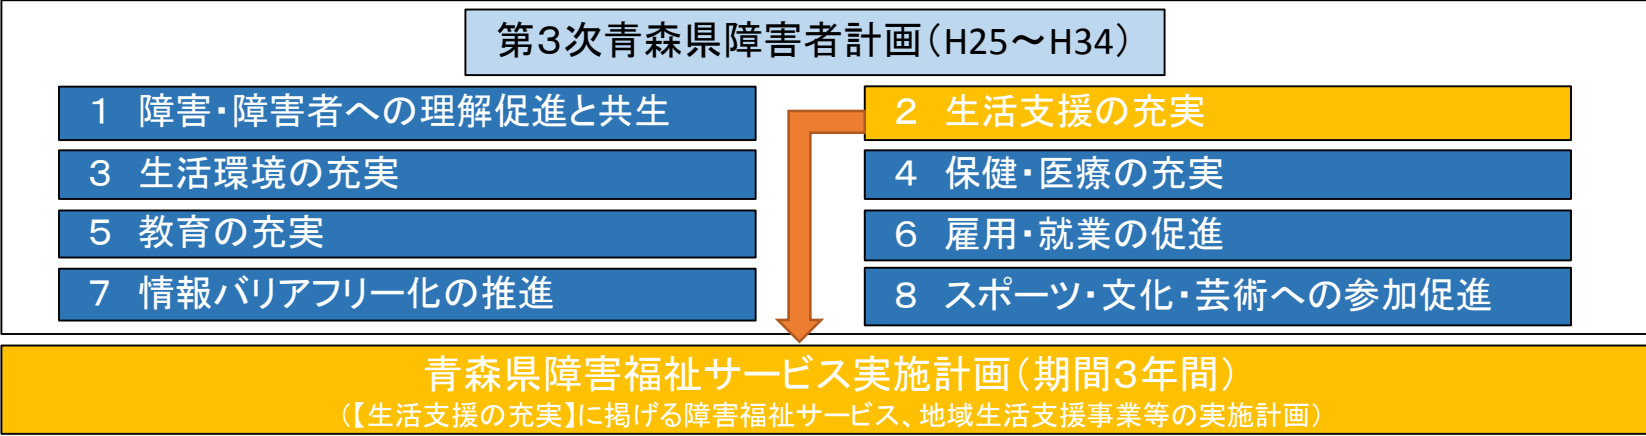 第3次青森県障害者計画(H25～H34)
1 障害・障害者への理解促進と共生
2 生活支援の充実
3 生活環境の充実
4 保健・医療の充実
5 教育の充実
6 雇用・就業の促進
7 情報バリアフリー化の推進
8 スポーツ・文化・芸術への参加促進
青森県障害福祉サービス実施計画(期間3年間)
(【生活支援の充実】に掲げる障害福祉サービス、地域生活支援事業等の実施計画)